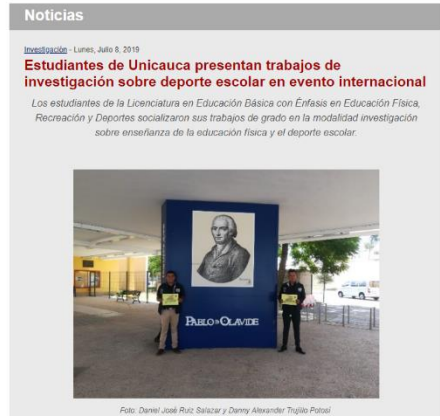 Noticias
Investigación - Lunes, Julio 8, 2019
Estudiantes de Unicauca presentan trabajos de
investigación sobre deporte escolar en evento internacional
Los estudiantes de la Licenciatura en Educación Básica con Énfasis en Educación Física,
Recreación y Deportes socializaron sus trabajos de grado en la modalidad investigación
sobre enseñanza de la educación física y el deporte escolar.
PABLO DE OLAVIDE
Foto: Daniel José Ruiz Salazar y Danny Alexander Trujillo Potosí